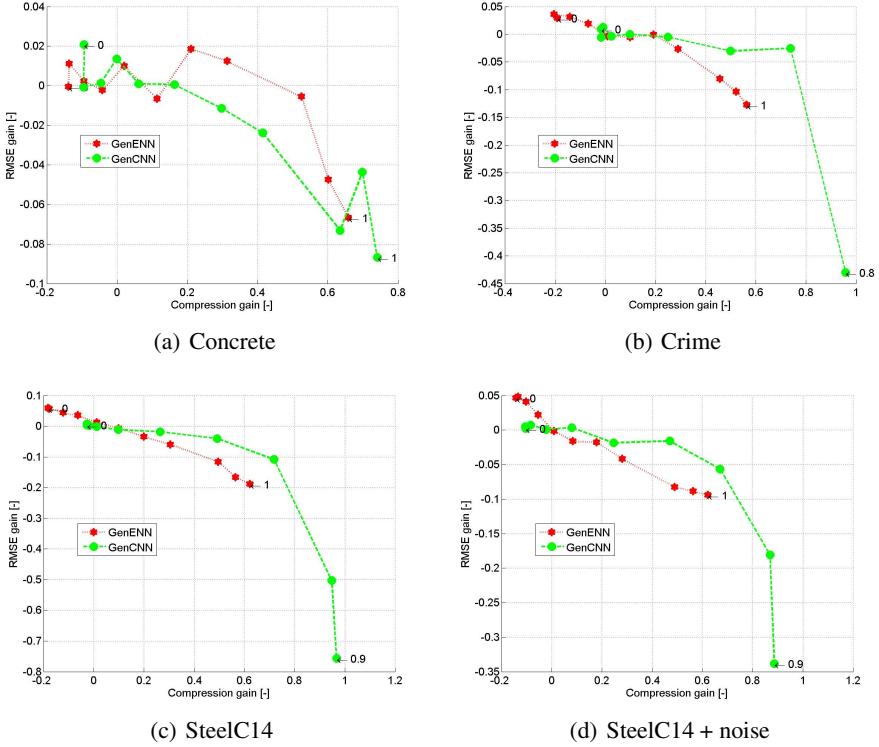 0.04
0.02
0
-0.02
-0.04
-0.06
-0.08
-0.1
RMSE gain [-]
0
GenENN
GenCNN
1
1
-0.2 0 0.2 0.4 0.6 0.8
Compression gain [-]
(a) Concrete
0.05
0
-0.05
-0.1
-0.15
-0.2
-0.25
-0.3
-0.35
-0.4
-0.45
RMSE gain [-]
0
0
GenENN
GenCNN
1
0.8
-0.4 -0.2 0 0.2 0.4 0.6 0.8 1
Compression gain [-]
(b) Crime
0.1
0
-0.1
-0.2
-0.3
-0.4
-0.5
-0.6
-0.7
-0.8
RMSE gain [-]
0
0
GenENN
GenCNN
1
0.9
-0.2 0 0.2 0.4 0.6 0.8 1 1.2
Compression gain [-]
(c) SteelC14
0.05
0
-0.05
-0.1
-0.15
-0.2
-0.25
-0.3
-0.35
RMSE gain [-]
0
0
GenENN
GenCNN
1
0.9
-0.2 0 0.2 0.4 0.6 0.8 1 1.2
Compression gain [-]
(d) SteelC14 + noise